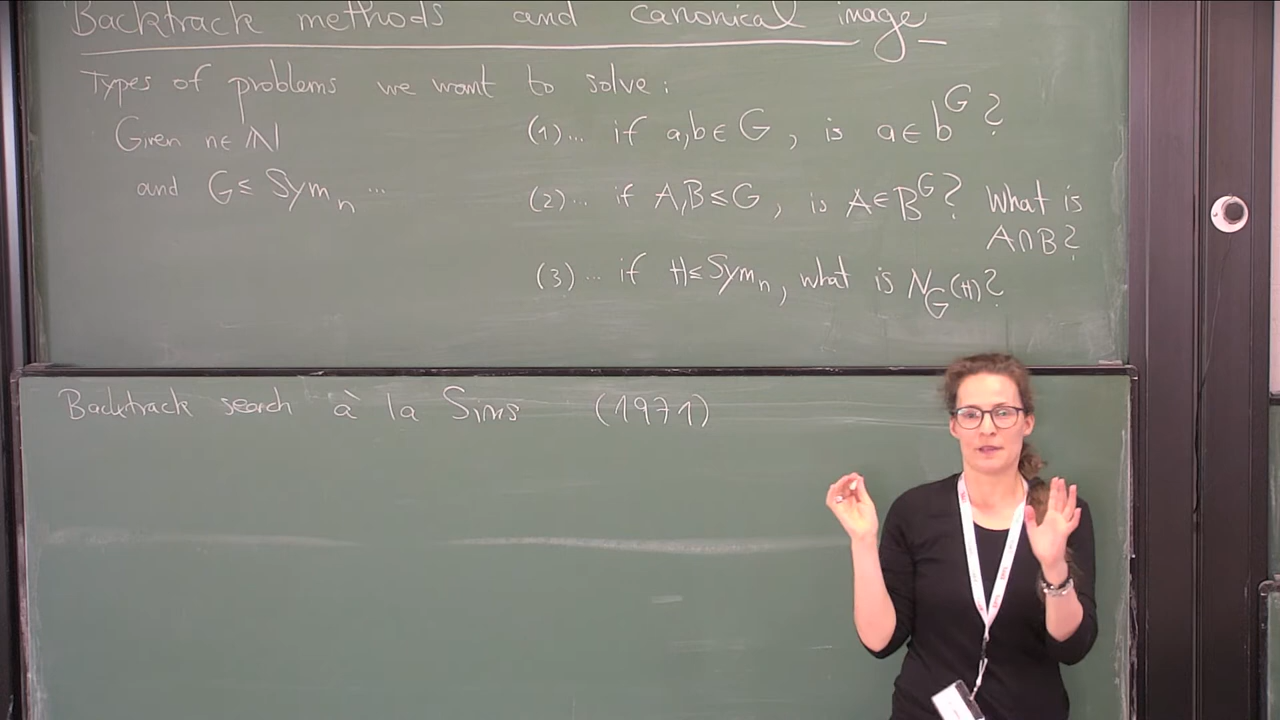 Backtrack methods and canonical image
Types of problems we want to solve:
Given n∈ℕ
and G ≤ Sym_n ...
(1)... if a,b ∈ G, is a ∈ b^G?
(2)... if A,B ≤ G, is A ∈ B^G? What is
A∩B?
(3)... if H ≤ Sym_n, what is N_G(H)?
Backtrack search à la Sims (1971)